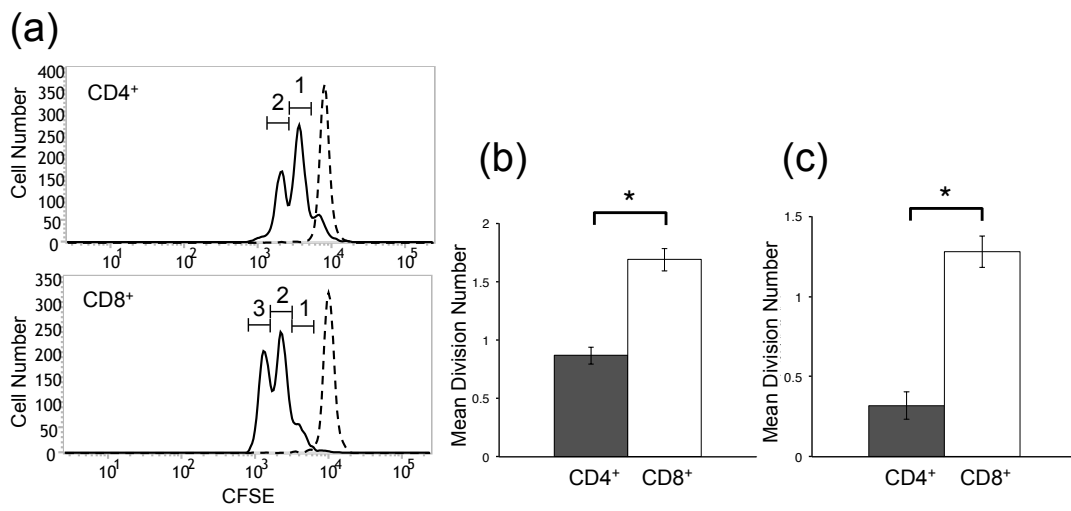 (a)
CD4⁺
400
350
300
250
200
150
100
50
0
Cell Number
1
2
10¹ 10² 10³ 10⁴ 10⁵
CD8⁺
350
300
250
200
150
100
50
0
Cell Number
3 2 1
10¹ 10² 10³ 10⁴ 10⁵
CFSE
(b)
*
2
1.5
1
0.5
0
Mean Division Number
CD4⁺ CD8⁺
(c)
*
1.5
1
0.5
0
Mean Division Number
CD4⁺ CD8⁺